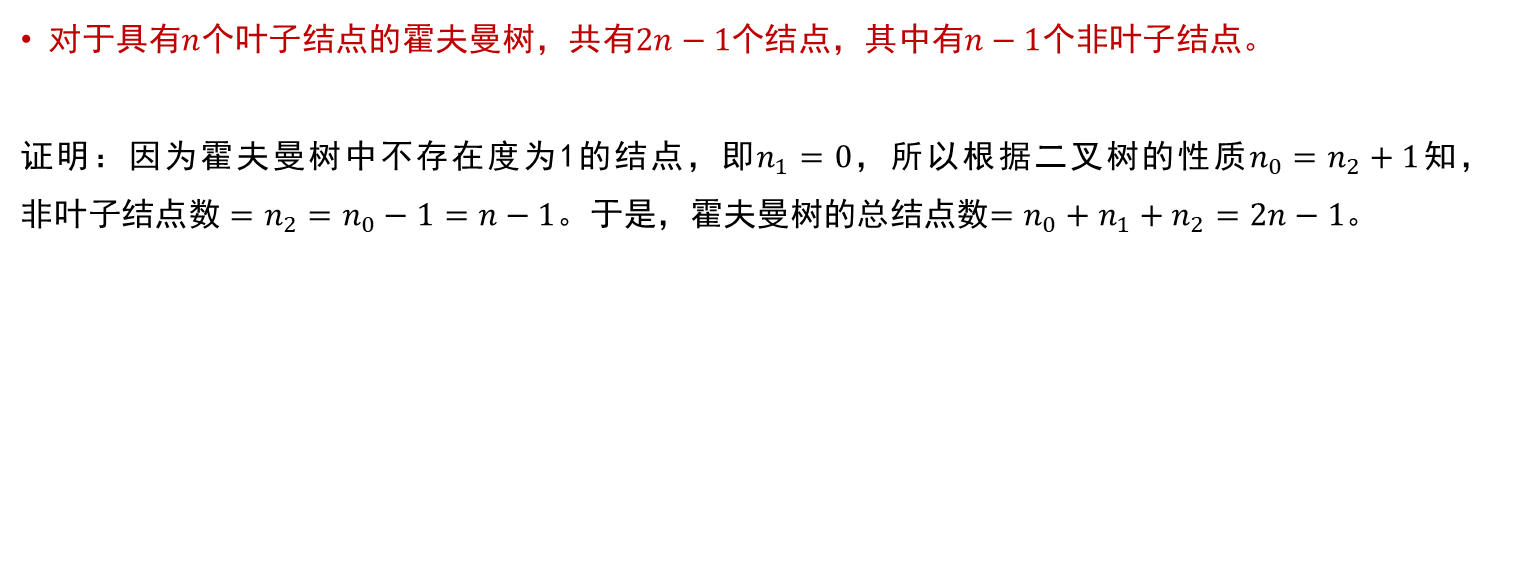 • 对于具有n个叶子结点的霍夫曼树，共有2n − 1个结点，其中有n − 1个非叶子结点。
证明：因为霍夫曼树中不存在度为1的结点，即n₁ = 0，所以根据二叉树的性质n₀ = n₂ + 1知，
非叶子结点数 = n₂ = n₀ − 1 = n − 1。于是，霍夫曼树的总结点数= n₀ + n₁ + n₂ = 2n − 1。